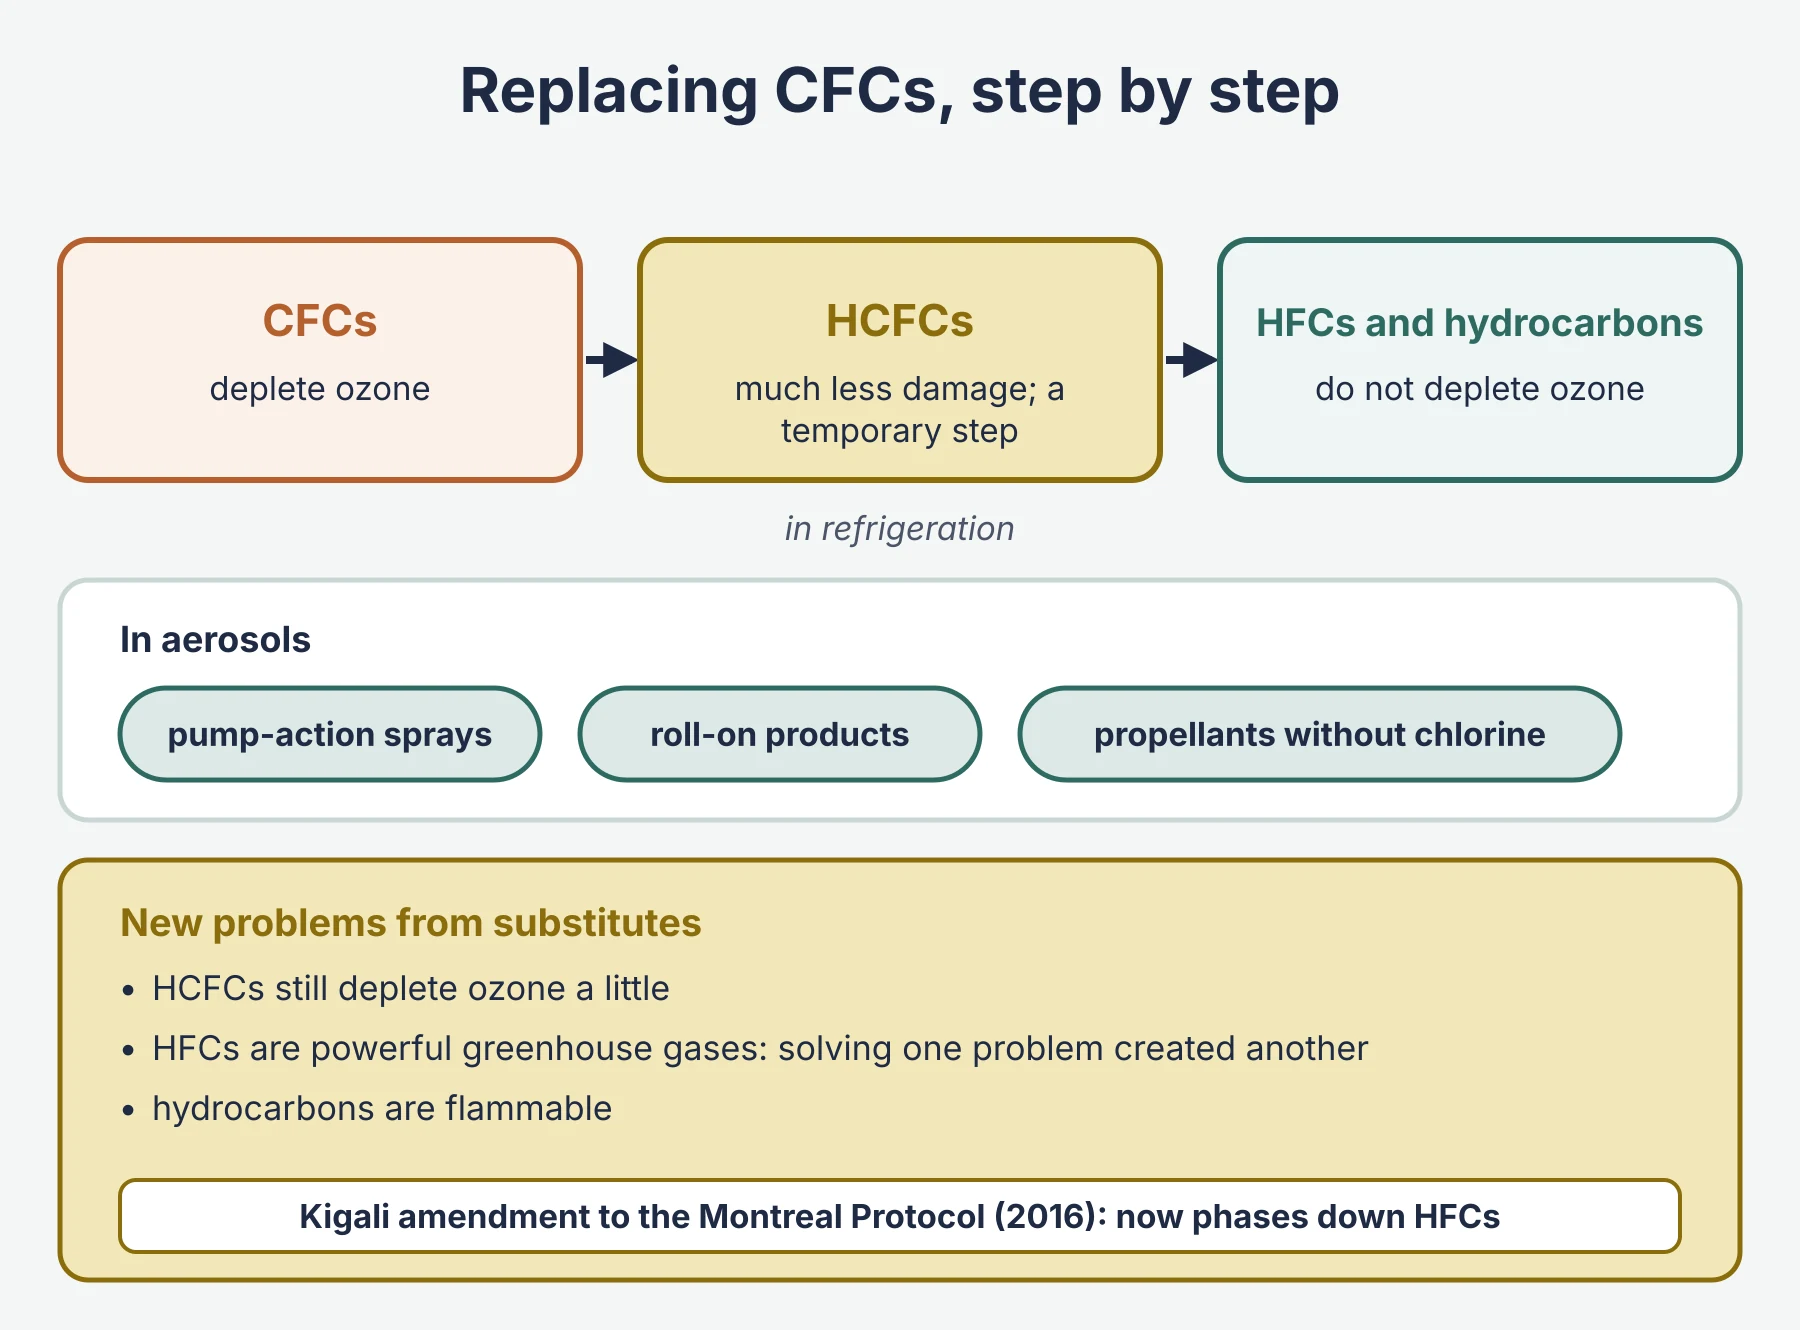 Replacing CFCs, step by step
CFCs
deplete ozone
HCFCs
much less damage; a
temporary step
HFCs and hydrocarbons
do not deplete ozone
in refrigeration
In aerosols
pump-action sprays
roll-on products
propellants without chlorine
New problems from substitutes
• HCFCs still deplete ozone a little
• HFCs are powerful greenhouse gases: solving one problem created another
• hydrocarbons are flammable
Kigali amendment to the Montreal Protocol (2016): now phases down HFCs